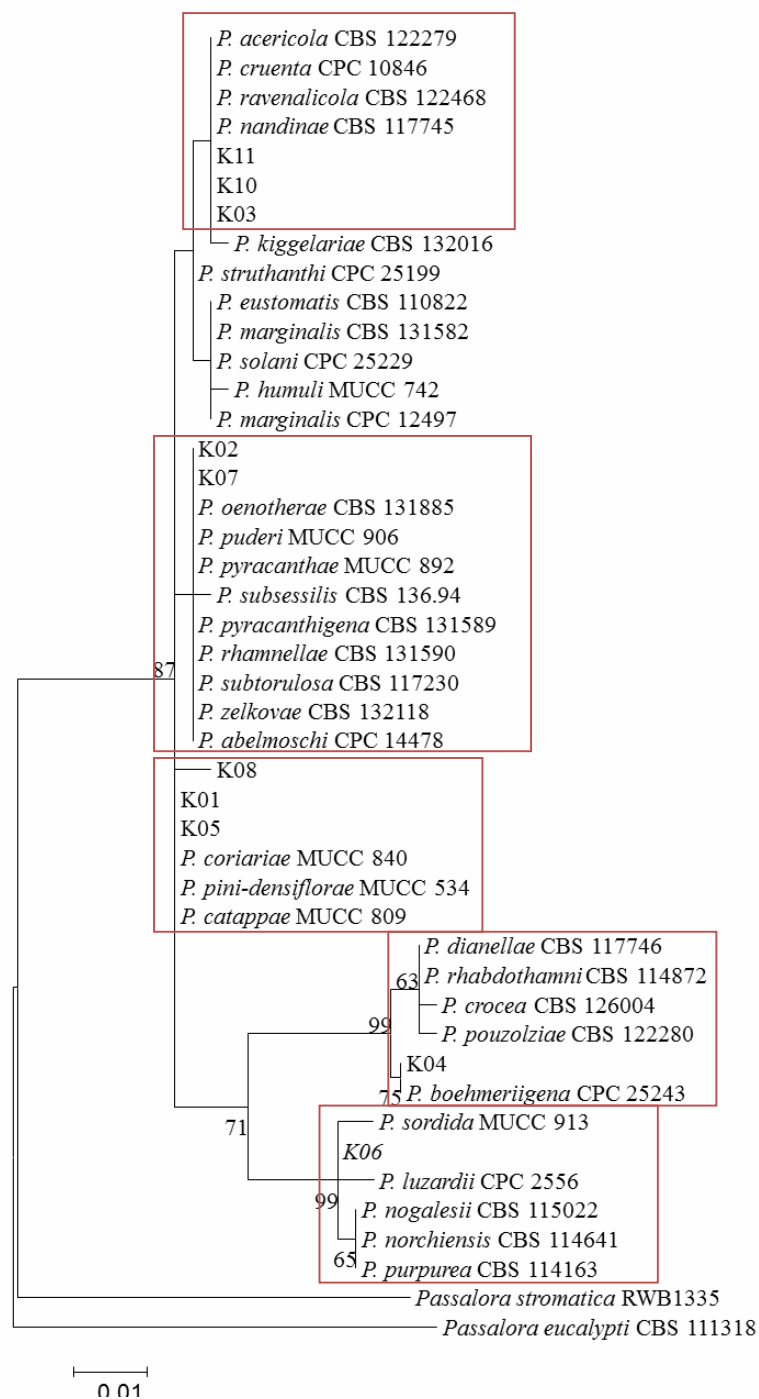 P. acericola CBS 122279
P. cruenta CPC 10846
P. ravenalicola CBS 122468
P. nandinae CBS 117745
K11
K10
K03
P. kiggelariae CBS 132016
P. struthanthi CPC 25199
P. eustomatis CBS 110822
P. marginalis CBS 131582
P. solani CPC 25229
P. humuli MUCC 742
P. marginalis CPC 12497
K02
K07
P. oenotherae CBS 131885
P. puderi MUCC 906
P. pyracanthae MUCC 892
P. subsessilis CBS 136.94
P. pyracanthigena CBS 131589
P. rhamnellae CBS 131590
87
P. subtorulosa CBS 117230
P. zelkovae CBS 132118
P. abelmoschi CPC 14478
K08
K01
K05
P. coriariae MUCC 840
P. pini-densiflorae MUCC 534
P. catappae MUCC 809
P. dianellae CBS 117746
P. rhabdothamni CBS 114872
63
P. crocea CBS 126004
99
P. pouzolziae CBS 122280
K04
75
P. boehmeriigena CPC 25243
P. sordida MUCC 913
71
K06
P. luzardii CPC 2556
99
P. nogalesii CBS 115022
P. norchiensis CBS 114641
65
P. purpurea CBS 114163
Passalora stromatica RWB1335
Passalora eucalypti CBS 111318
0.01